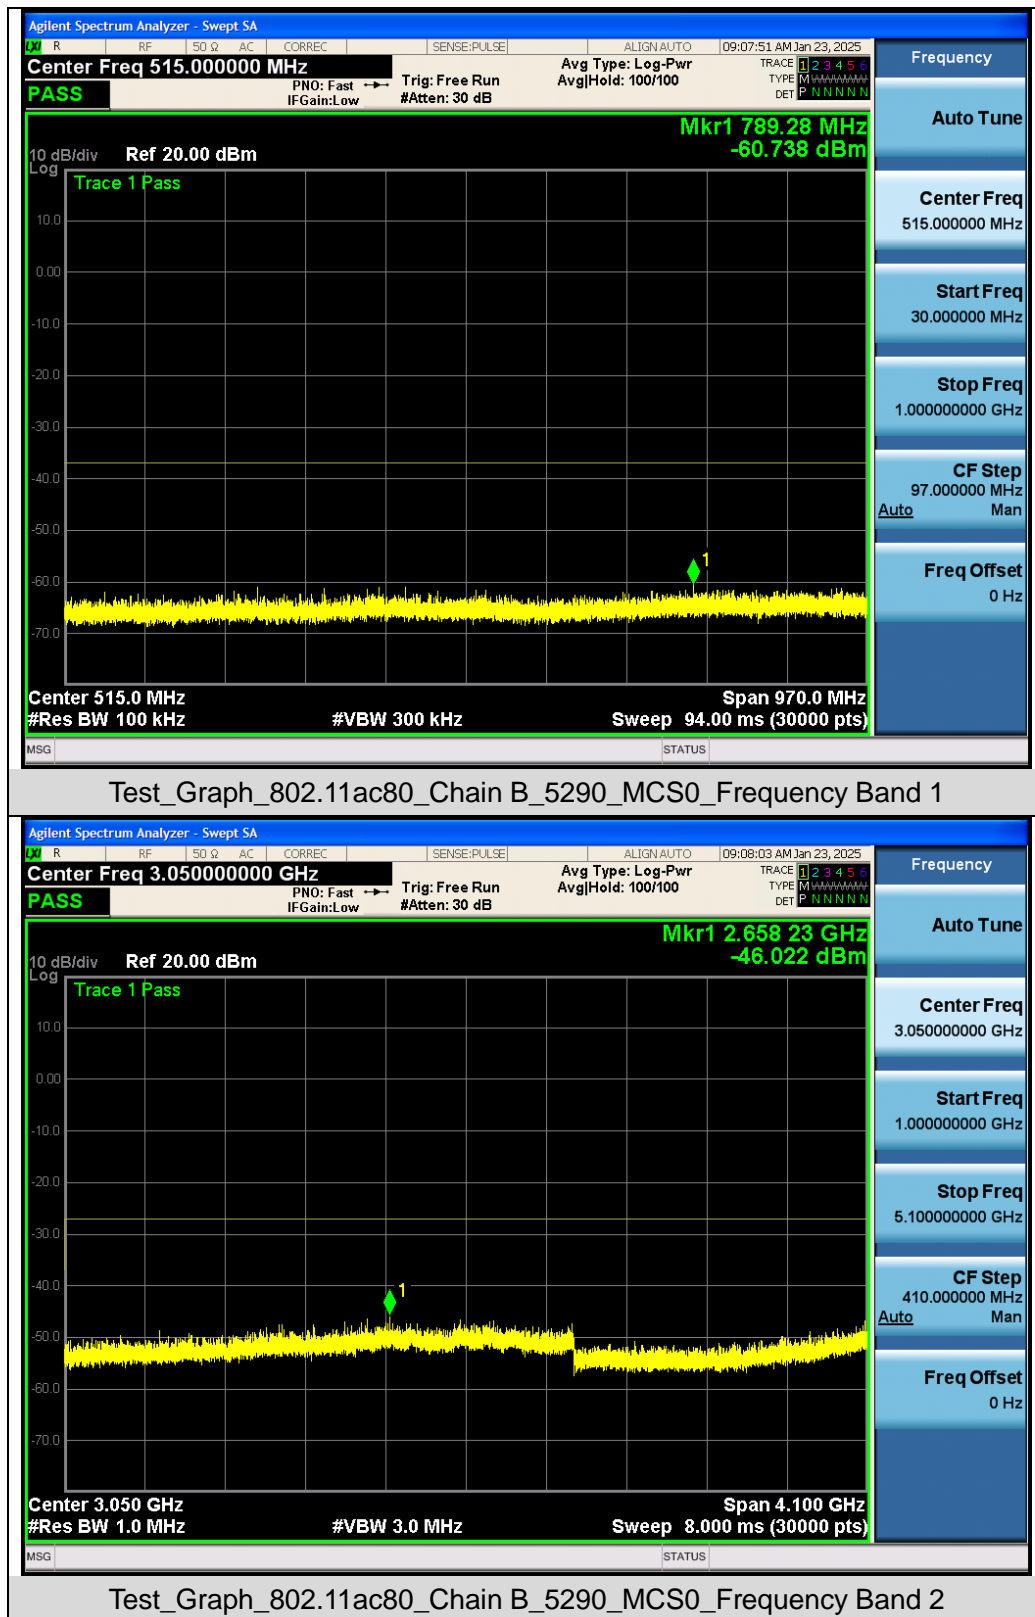 Agilent Spectrum Analyzer - Swept SA
LXI R RF 50 Ω AC CORREC SENSE:PULSE ALIGN AUTO 09:07:51 AM Jan 23, 2025
Center Freq 515.000000 MHz
PASS
PNO: Fast
IFGain:Low
Trig: Free Run
#Atten: 30 dB
Avg Type: Log-Pwr
Avg|Hold: 100/100
TRACE 1 2 3 4 5 6
TYPE M WWWWW
DET P N N N N N
Frequency
Mkr1 789.28 MHz
-60.738 dBm
10 dB/div Ref 20.00 dBm
Log
Trace 1 Pass
10.0
0.00
-10.0
-20.0
-30.0
-40.0
-50.0
-60.0
-70.0
1
Center 515.0 MHz Span 970.0 MHz
#Res BW 100 kHz #VBW 300 kHz Sweep 94.00 ms (30000 pts)
MSG STATUS
Auto Tune
Center Freq
515.000000 MHz
Start Freq
30.000000 MHz
Stop Freq
1.000000000 GHz
CF Step
97.000000 MHz
Auto Man
Freq Offset
0 Hz
Test_Graph_802.11ac80_Chain B_5290_MCS0_Frequency Band 1
Agilent Spectrum Analyzer - Swept SA
LXI R RF 50 Ω AC CORREC SENSE:PULSE ALIGN AUTO 09:08:03 AM Jan 23, 2025
Center Freq 3.050000000 GHz
PASS
PNO: Fast
IFGain:Low
Trig: Free Run
#Atten: 30 dB
Avg Type: Log-Pwr
Avg|Hold: 100/100
TRACE 1 2 3 4 5 6
TYPE M WWWWW
DET P N N N N N
Frequency
Mkr1 2.658 23 GHz
-46.022 dBm
10 dB/div Ref 20.00 dBm
Log
Trace 1 Pass
10.0
0.00
-10.0
-20.0
-30.0
-40.0
-50.0
-60.0
-70.0
1
Center 3.050 GHz Span 4.100 GHz
#Res BW 1.0 MHz #VBW 3.0 MHz Sweep 8.000 ms (30000 pts)
MSG STATUS
Auto Tune
Center Freq
3.050000000 GHz
Start Freq
1.000000000 GHz
Stop Freq
5.100000000 GHz
CF Step
410.000000 MHz
Auto Man
Freq Offset
0 Hz
Test_Graph_802.11ac80_Chain B_5290_MCS0_Frequency Band 2